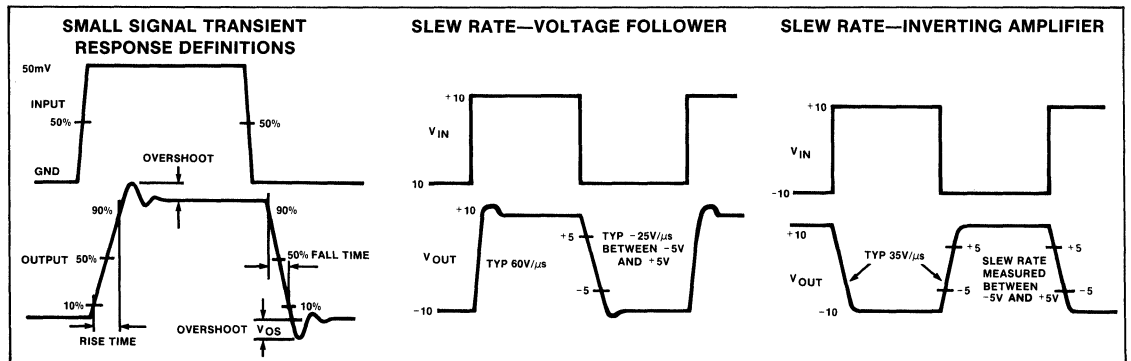 SMALL SIGNAL TRANSIENT
RESPONSE DEFINITIONS
50mV
INPUT
50%
50%
GND
OVERSHOOT
90%
90%
OUTPUT
50%
50% FALL TIME
10%
10%
OVERSHOOT
VOS
RISE TIME
SLEW RATE—VOLTAGE FOLLOWER
+10
VIN
10
+10
+5
TYP -25V/µs
BETWEEN -5V
AND +5V
VOUT
TYP 60V/µs
-5
-10
SLEW RATE—INVERTING AMPLIFIER
+10
VIN
-10
+10
+5
+5
TYP 35V/µs
SLEW RATE
MEASURED
BETWEEN
-5V AND +5V
VOUT
-5
-5
-10